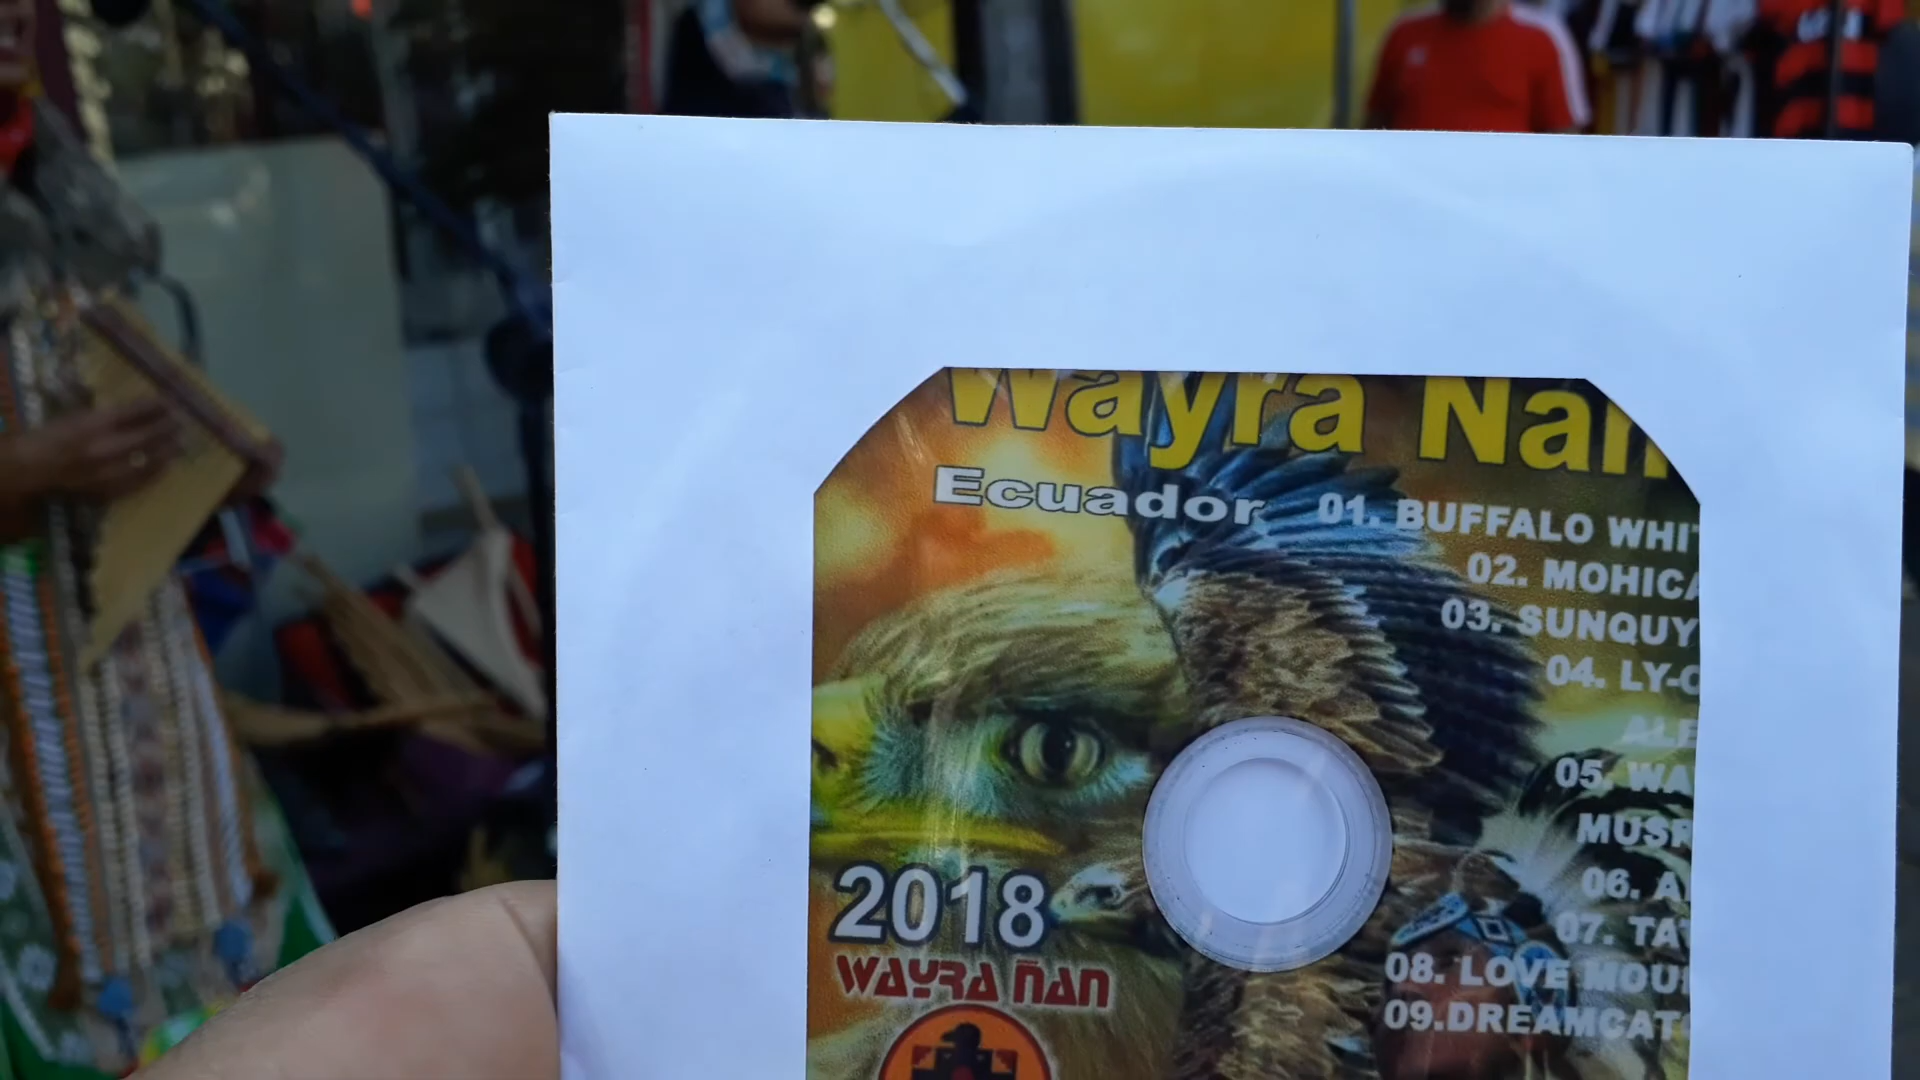 Wayra Ñan
Ecuador
01. BUFFALO WHIT
02. MOHICA
03. SUNQUY
04. LY-O
ALE
05. WA
MUSR
06. A
07. TA
08. LOVE MOU
09.DREAMCAT
2018
WAYRA ÑAN